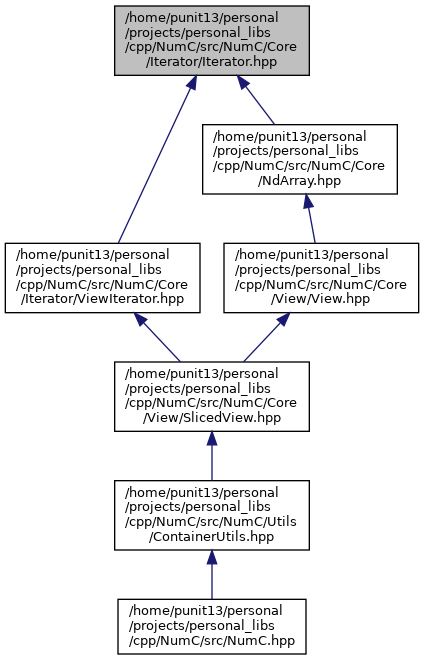 /home/punit13/personal
/projects/personal_libs
/cpp/NumC/src/NumC/Core
/Iterator/Iterator.hpp
/home/punit13/personal
/projects/personal_libs
/cpp/NumC/src/NumC/Core
/NdArray.hpp
/home/punit13/personal
/projects/personal_libs
/cpp/NumC/src/NumC/Core
/Iterator/ViewIterator.hpp
/home/punit13/personal
/projects/personal_libs
/cpp/NumC/src/NumC/Core
/View/View.hpp
/home/punit13/personal
/projects/personal_libs
/cpp/NumC/src/NumC/Core
/View/SlicedView.hpp
/home/punit13/personal
/projects/personal_libs
/cpp/NumC/src/NumC/Utils
/ContainerUtils.hpp
/home/punit13/personal
/projects/personal_libs
/cpp/NumC/src/NumC.hpp